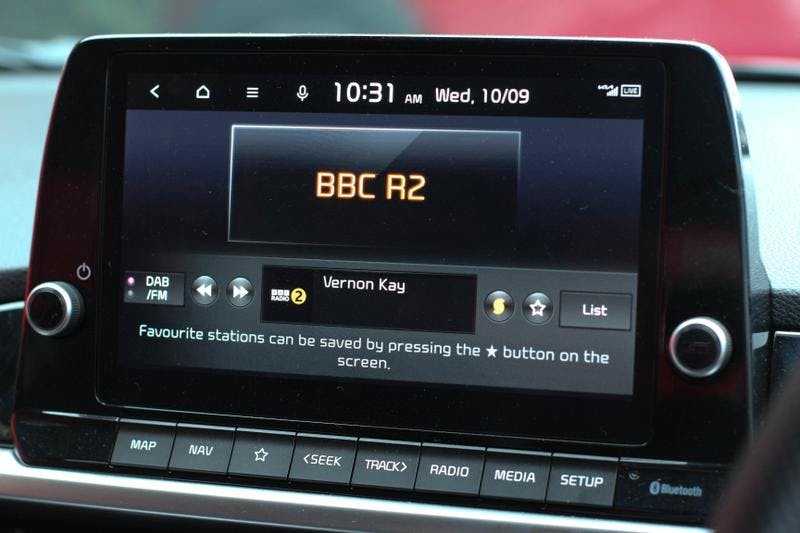 10:31 AM Wed, 10/09
LIVE
BBC R2
DAB
/FM
BBC
RADIO 2
Vernon Kay
List
Favourite stations can be saved by pressing the ★ button on the
screen.
MAP
NAV
☆
<SEEK
TRACK>
RADIO
MEDIA
SETUP
Bluetooth